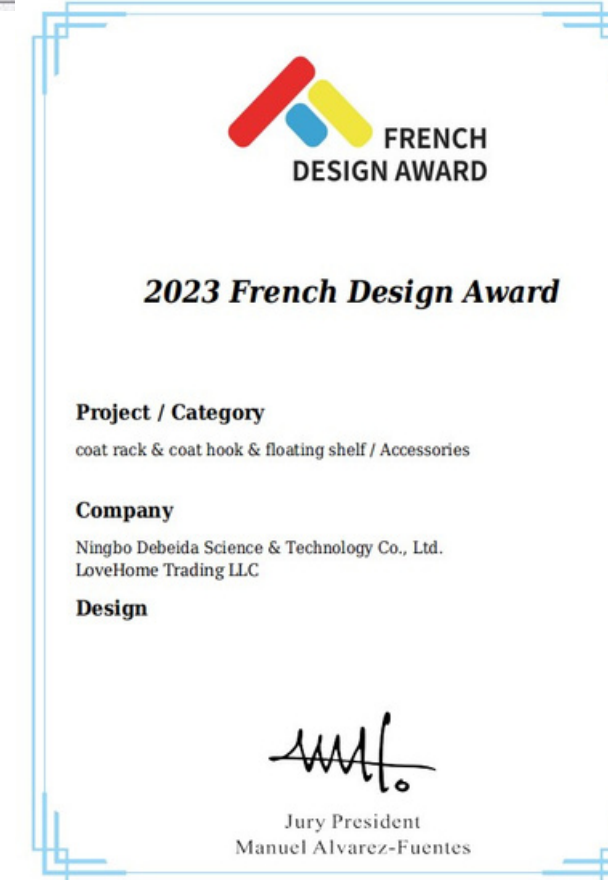 FRENCH
DESIGN AWARD
2023 French Design Award
Project / Category
coat rack & coat hook & floating shelf / Accessories
Company
Ningbo Debeida Science & Technology Co., Ltd.
LoveHome Trading LLC
Design
Jury President
Manuel Alvarez-Fuentes